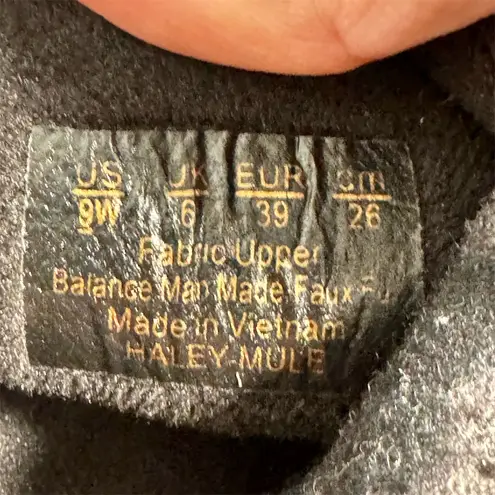 US UK EUR cm
9W 6 39 26
Fabric Upper
Balance Man Made Faux Fur
Made in Vietnam
HALEY-MULE